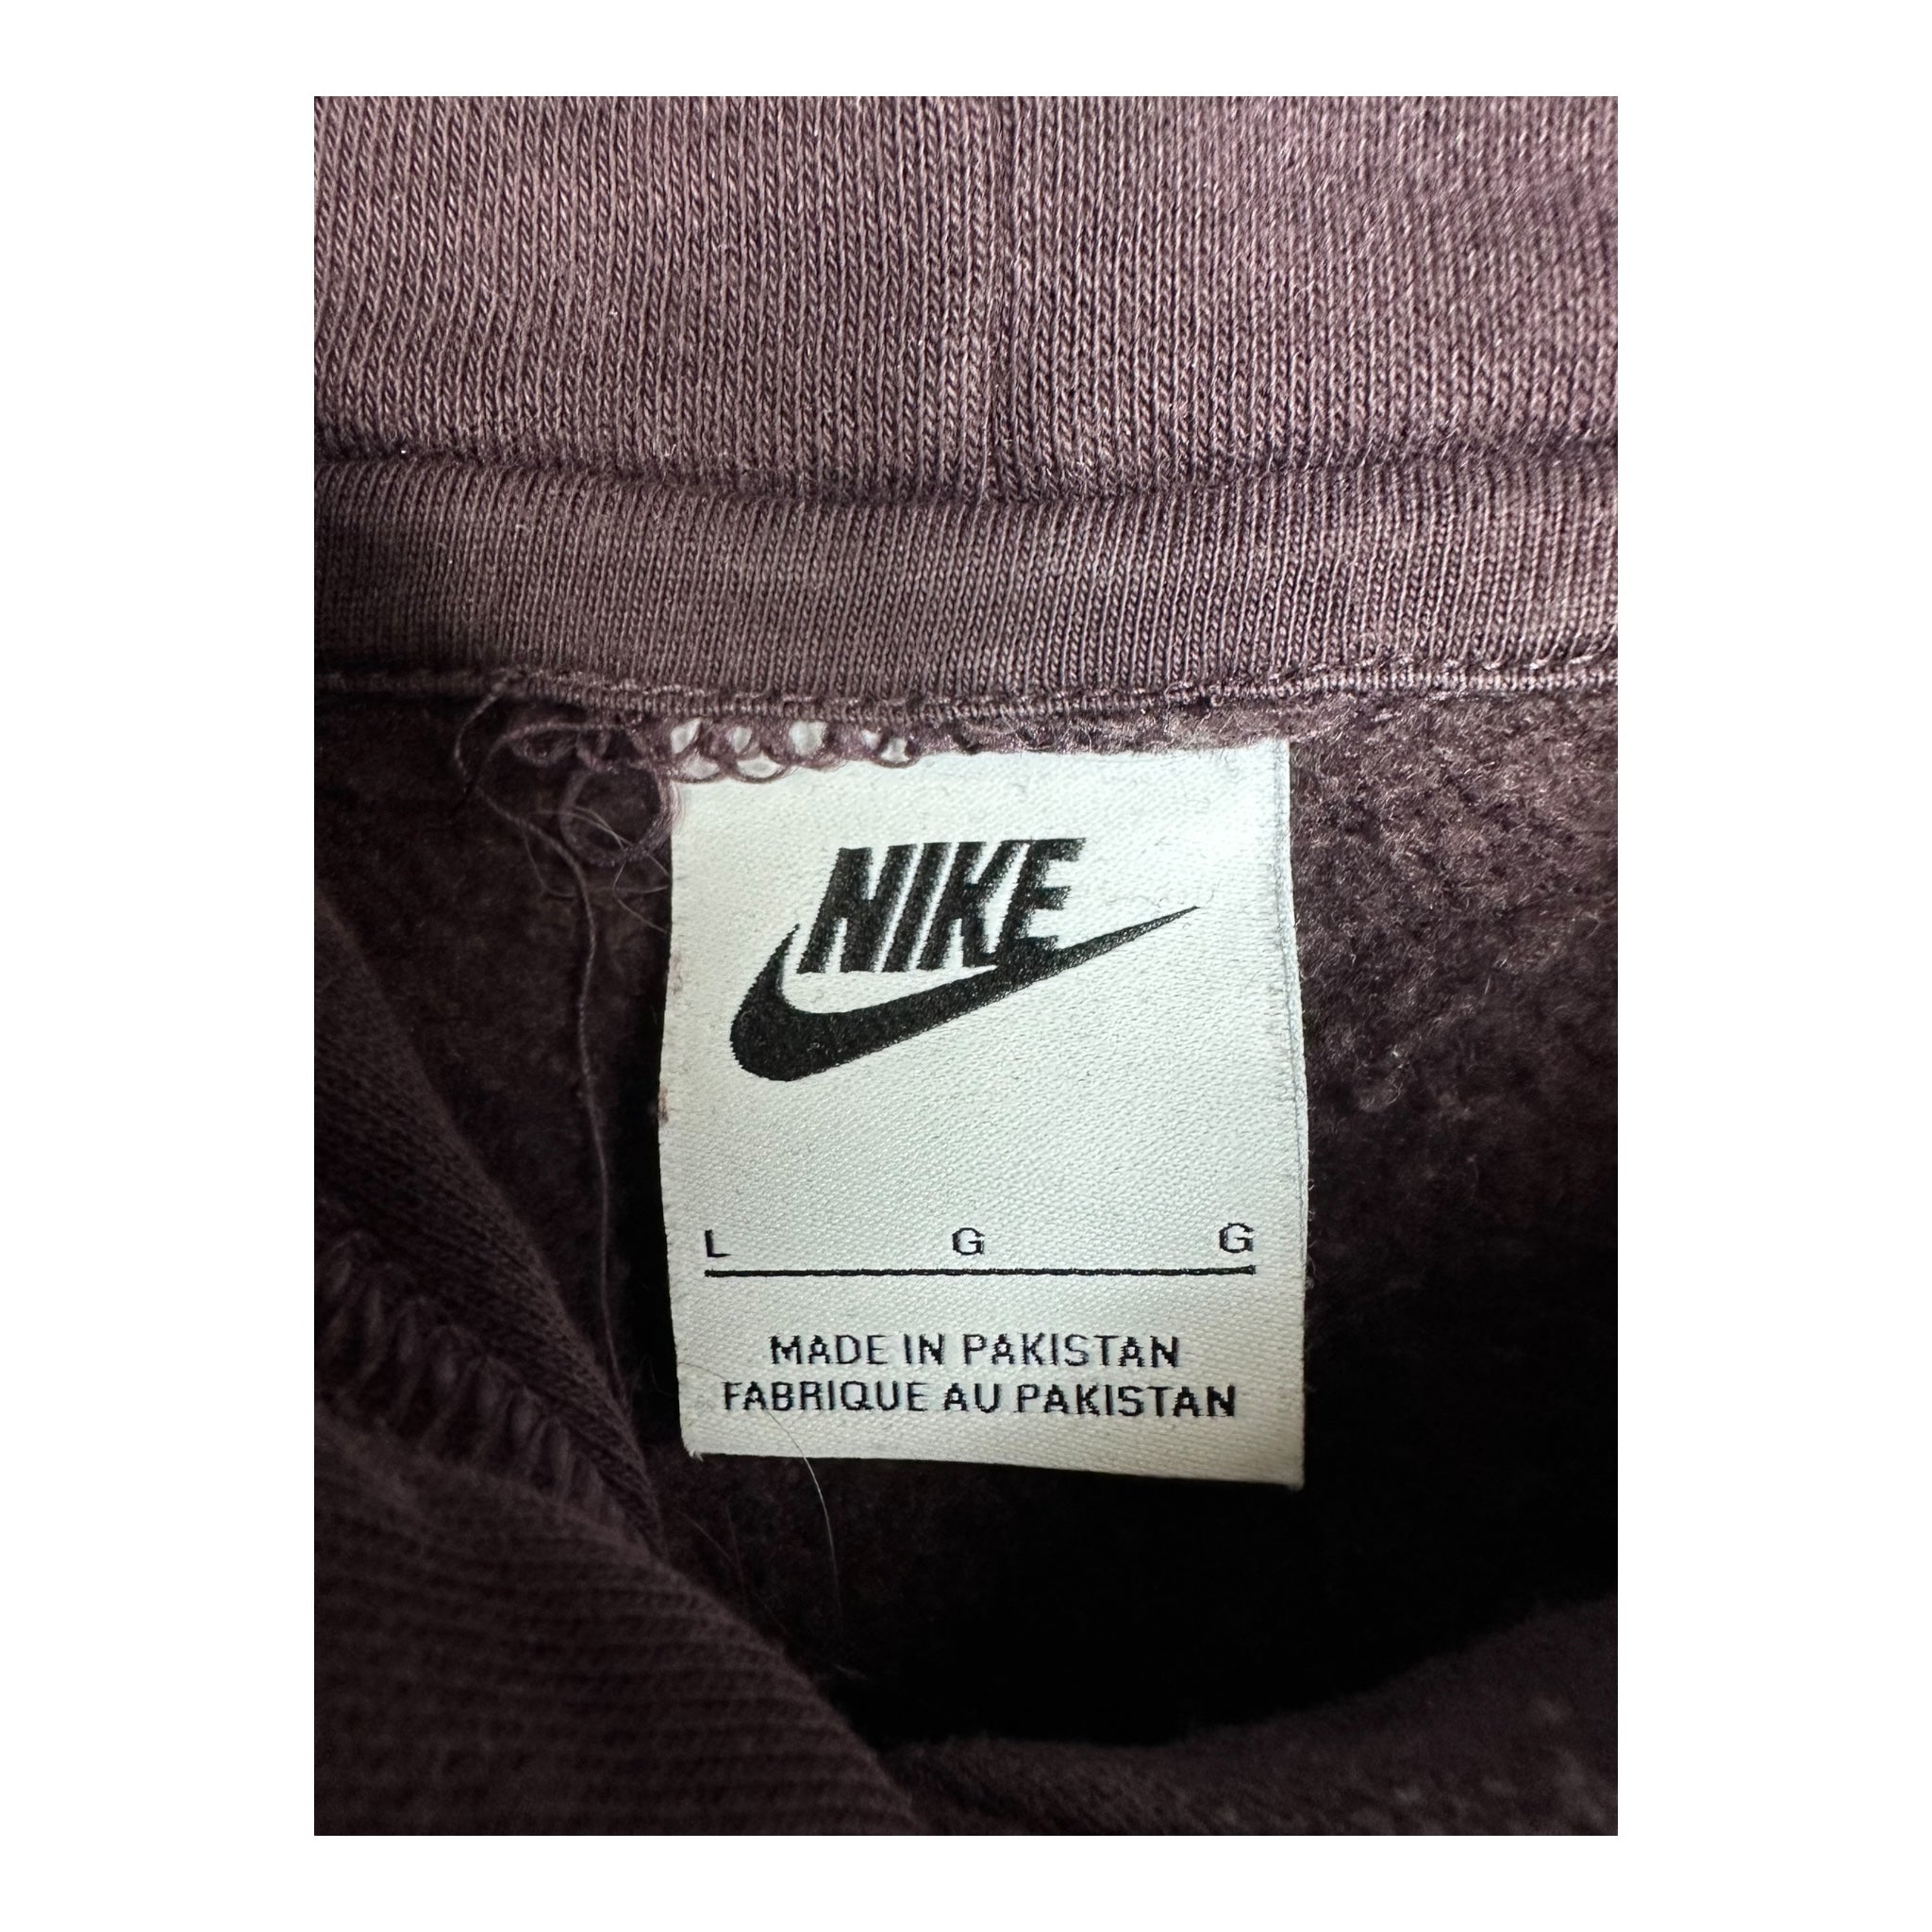 NIKE
L G G
MADE IN PAKISTAN
FABRIQUE AU PAKISTAN